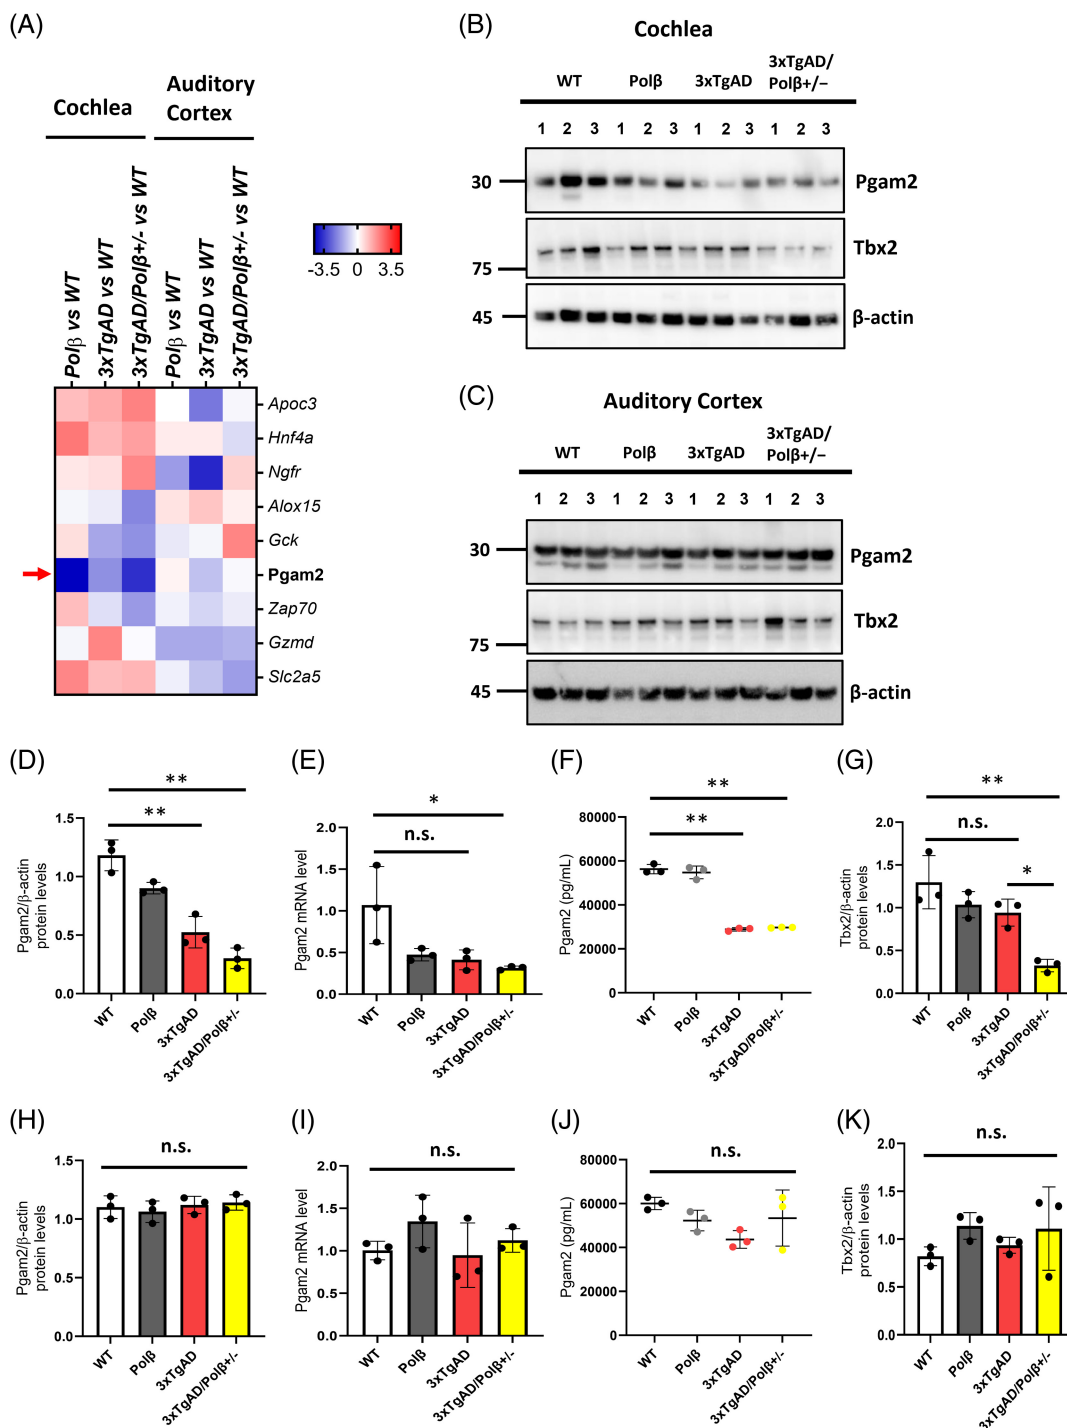 (A)
Cochlea
Auditory
Cortex
Polβ vs WT
3xTgAD vs WT
3xTgAD/Polβ+/- vs WT
Polβ vs WT
3xTgAD vs WT
3xTgAD/Polβ+/- vs WT
-3.5 0 3.5
Apoc3
Hnf4a
Ngfr
Alox15
Gck
Pgam2
Zap70
Gzmd
Slc2a5
(B)
Cochlea
WT Polβ 3xTgAD 3xTgAD/
Polβ+/−
1 2 3 1 2 3 1 2 3 1 2 3
30 Pgam2
Tbx2
75
45 β-actin
(C)
Auditory Cortex
WT Polβ 3xTgAD 3xTgAD/
Polβ+/−
1 2 3 1 2 3 1 2 3 1 2 3
30 Pgam2
Tbx2
75
45 β-actin
(D)
**
**
Pgam2/β-actin
protein levels
1.5
1.0
0.5
0.0
WT
Polβ
3xTgAD
3xTgAD/Polβ+/-
(E)
*
n.s.
Pgam2 mRNA level
2.0
1.5
1.0
0.5
0.0
WT
Polβ
3xTgAD
3xTgAD/Polβ+/-
(F)
**
**
Pgam2 (pg/mL)
80000
60000
40000
20000
0
WT
Polβ
3xTgAD
3xTgAD/Polβ+/-
(G)
**
n.s.
*
Tbx2/β-actin
protein levels
2.0
1.5
1.0
0.5
0.0
WT
Polβ
3xTgAD
3xTgAD/Polβ+/-
(H)
n.s.
Pgam2/β-actin
protein levels
1.5
1.0
0.5
0.0
WT
Polβ
3xTgAD
3xTgAD/Polβ+/-
(I)
n.s.
Pgam2 mRNA level
2.0
1.5
1.0
0.5
0.0
WT
Polβ
3xTgAD
3xTgAD/Polβ+/-
(J)
n.s.
Pgam2 (pg/mL)
80000
60000
40000
20000
0
WT
Polβ
3xTgAD
3xTgAD/Polβ+/-
(K)
n.s.
Tbx2/β-actin
protein levels
2.0
1.5
1.0
0.5
0.0
WT
Polβ
3xTgAD
3xTgAD/Polβ+/-